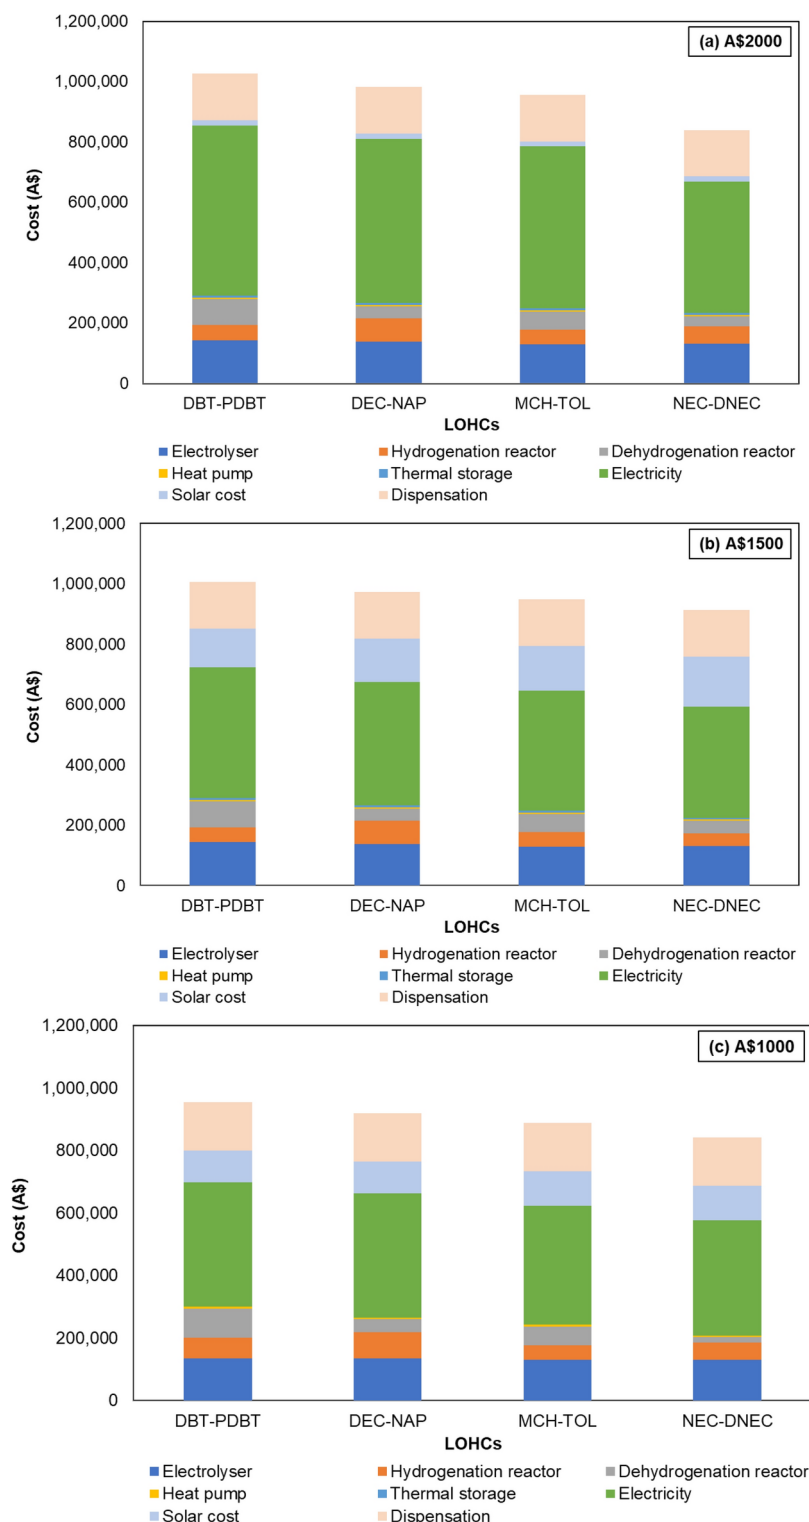 1,200,000
(a) A$2000
1,000,000
800,000
600,000
400,000
200,000
0
Cost (A$)
DBT-PDBT DEC-NAP MCH-TOL NEC-DNEC
LOHCs
Electrolyser Hydrogenation reactor Dehydrogenation reactor
Heat pump Thermal storage Electricity
Solar cost Dispensation
1,200,000
(b) A$1500
1,000,000
800,000
600,000
400,000
200,000
0
Cost (A$)
DBT-PDBT DEC-NAP MCH-TOL NEC-DNEC
LOHCs
Electrolyser Hydrogenation reactor Dehydrogenation reactor
Heat pump Thermal storage Electricity
Solar cost Dispensation
1,200,000
(c) A$1000
1,000,000
800,000
600,000
400,000
200,000
0
Cost (A$)
DBT-PDBT DEC-NAP MCH-TOL NEC-DNEC
LOHCs
Electrolyser Hydrogenation reactor Dehydrogenation reactor
Heat pump Thermal storage Electricity
Solar cost Dispensation